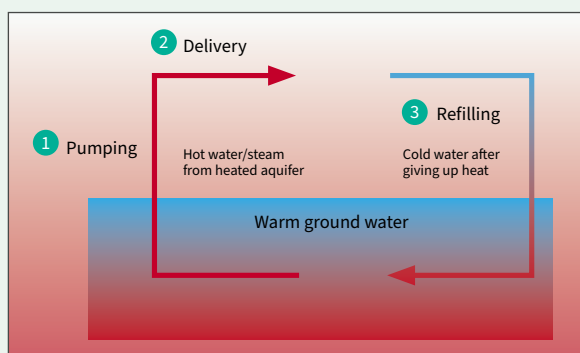 2 Delivery
3 Refilling
1 Pumping
Hot water/steam
from heated aquifer
Cold water after
giving up heat
Warm ground water